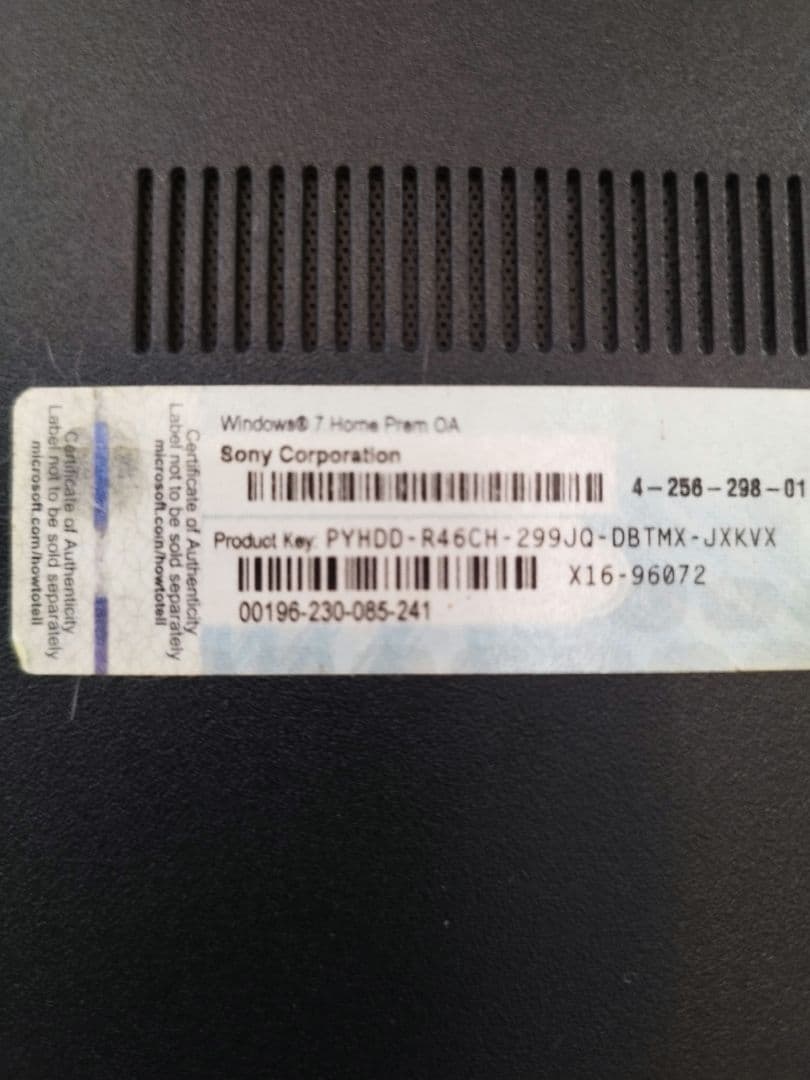 Certificate of Authenticity
Label not to be sold separately
microsoft.com/howtotell
Certificate of Authenticity
Label not to be sold separately
microsoft.com/howtotell
Windows® 7 Home Prem OA
Sony Corporation
4-256-298-01
Product Key: PYHDD-R46CH-299JQ-DBTMX-JXKVX
X16-96072
00196-230-085-241